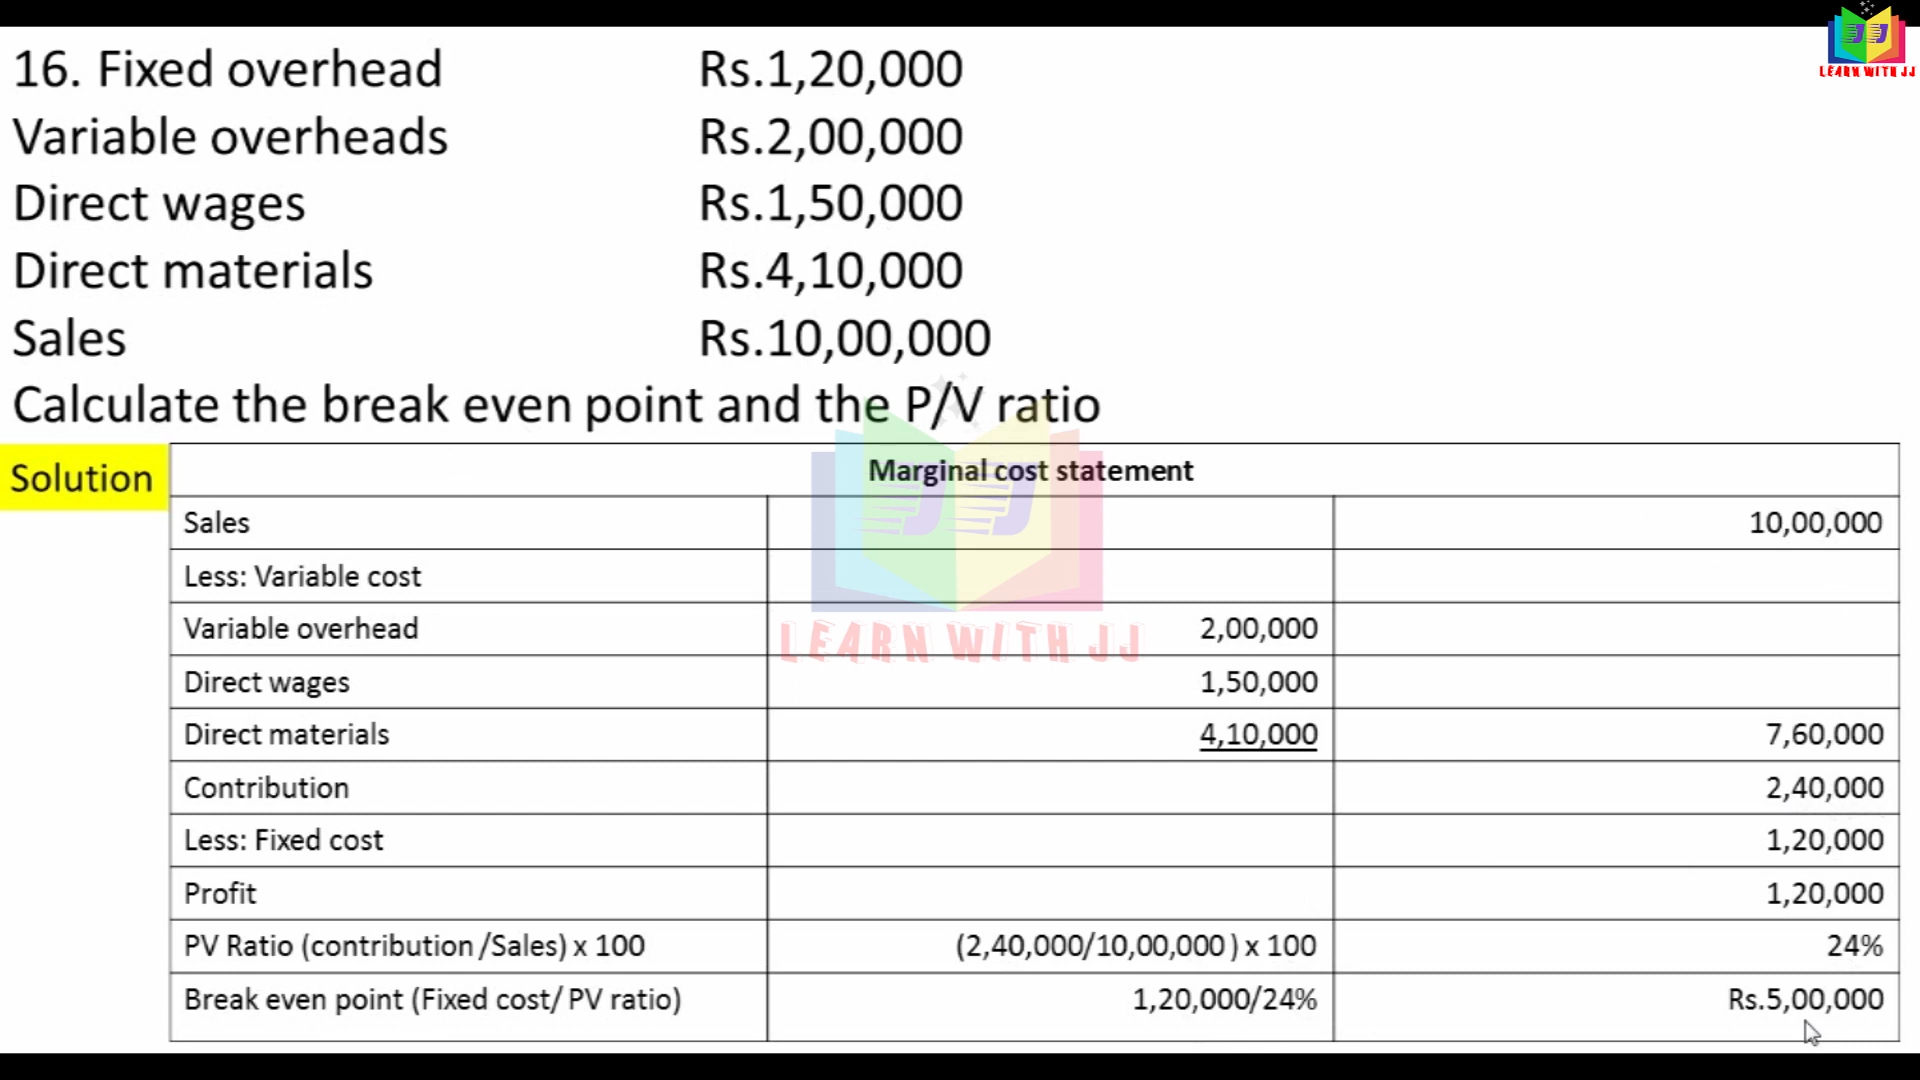 16. Fixed overhead Rs.1,20,000
Variable overheads Rs.2,00,000
Direct wages Rs.1,50,000
Direct materials Rs.4,10,000
Sales Rs.10,00,000
Calculate the break even point and the P/V ratio
Solution
Marginal cost statement
Sales 10,00,000
Less: Variable cost
Variable overhead 2,00,000
Direct wages 1,50,000
Direct materials 4,10,000 7,60,000
Contribution 2,40,000
Less: Fixed cost 1,20,000
Profit 1,20,000
PV Ratio (contribution /Sales) x 100 (2,40,000/10,00,000 ) x 100 24%
Break even point (Fixed cost/ PV ratio) 1,20,000/24% Rs.5,00,000
JJ
LEARN WITH JJ
JJ
LEARN WITH JJ